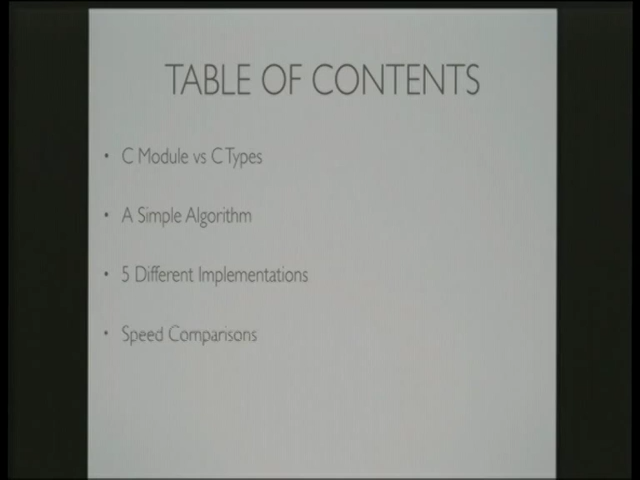 TABLE OF CONTENTS
• C Module vs C Types
• A Simple Algorithm
• 5 Different Implementations
• Speed Comparisons